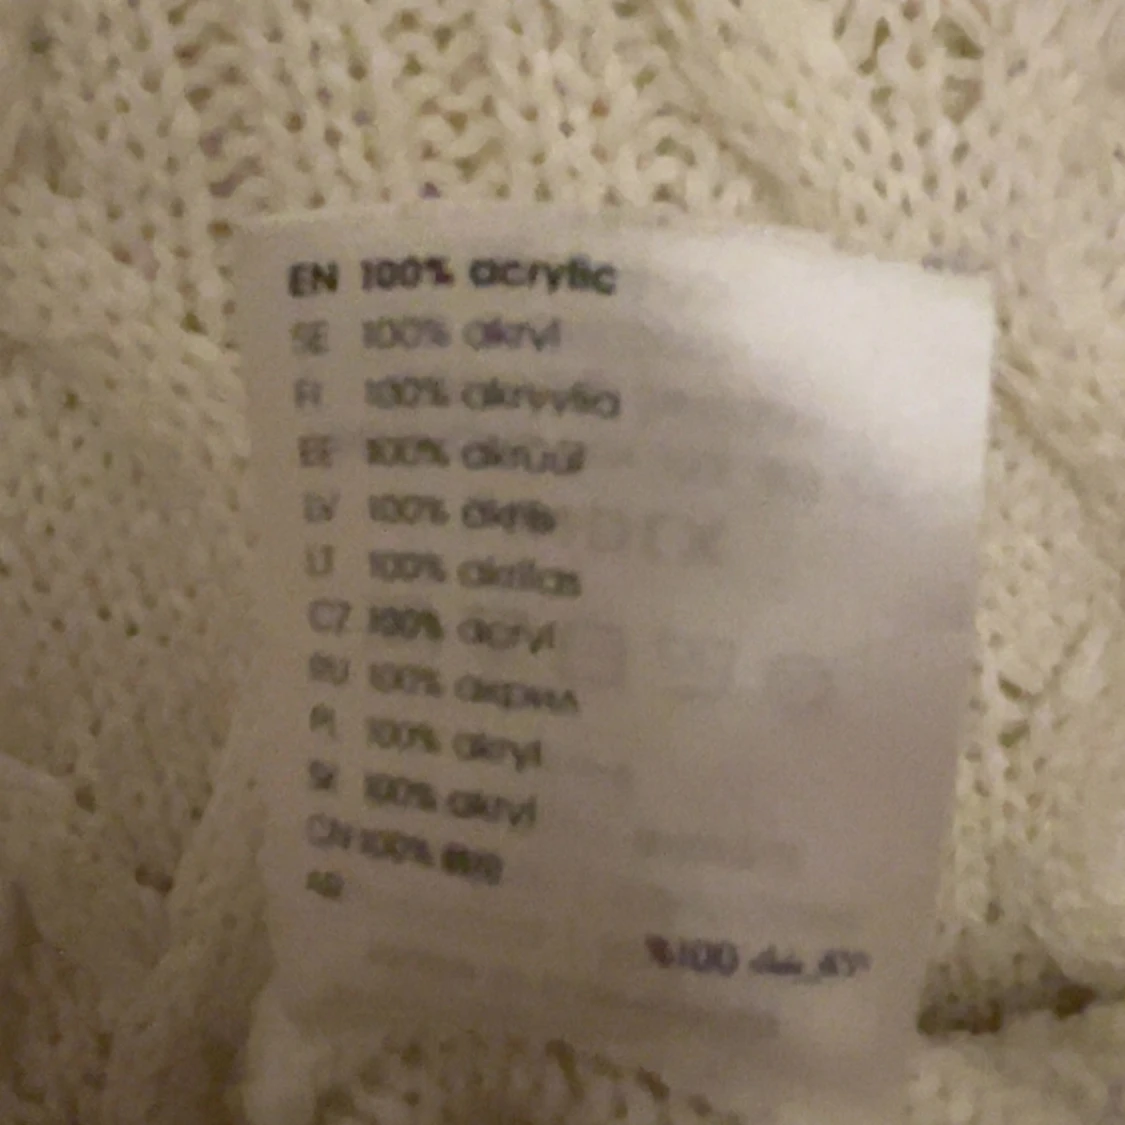 EN 100% acrylic
SE 100% akryl
FI 100% akryylia
EE 100% akrüül
LV 100% akrils
LT 100% akrilas
CZ 100% acryl
RU 100% акрил
PL 100% akryl
SK 100% akryl
CN 100%
AR
%100